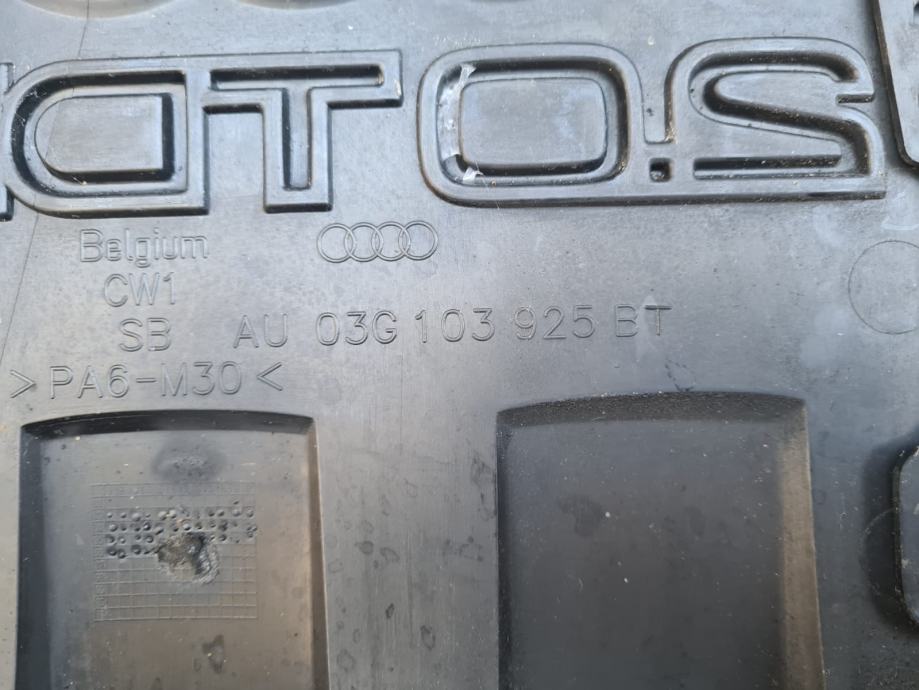 2.0 TDI
Belgium
CW1
SB AU 03G 103 925 BT
>PA6-M30<